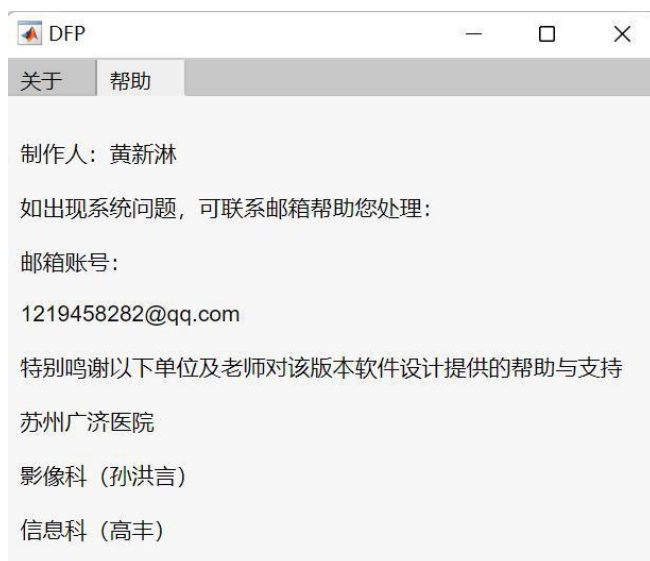 DFP
关于 帮助
制作人：黄新淋
如出现系统问题，可联系邮箱帮助您处理：
邮箱账号：
1219458282@qq.com
特别鸣谢以下单位及老师对该版本软件设计提供的帮助与支持
苏州广济医院
影像科（孙洪言）
信息科（高丰）